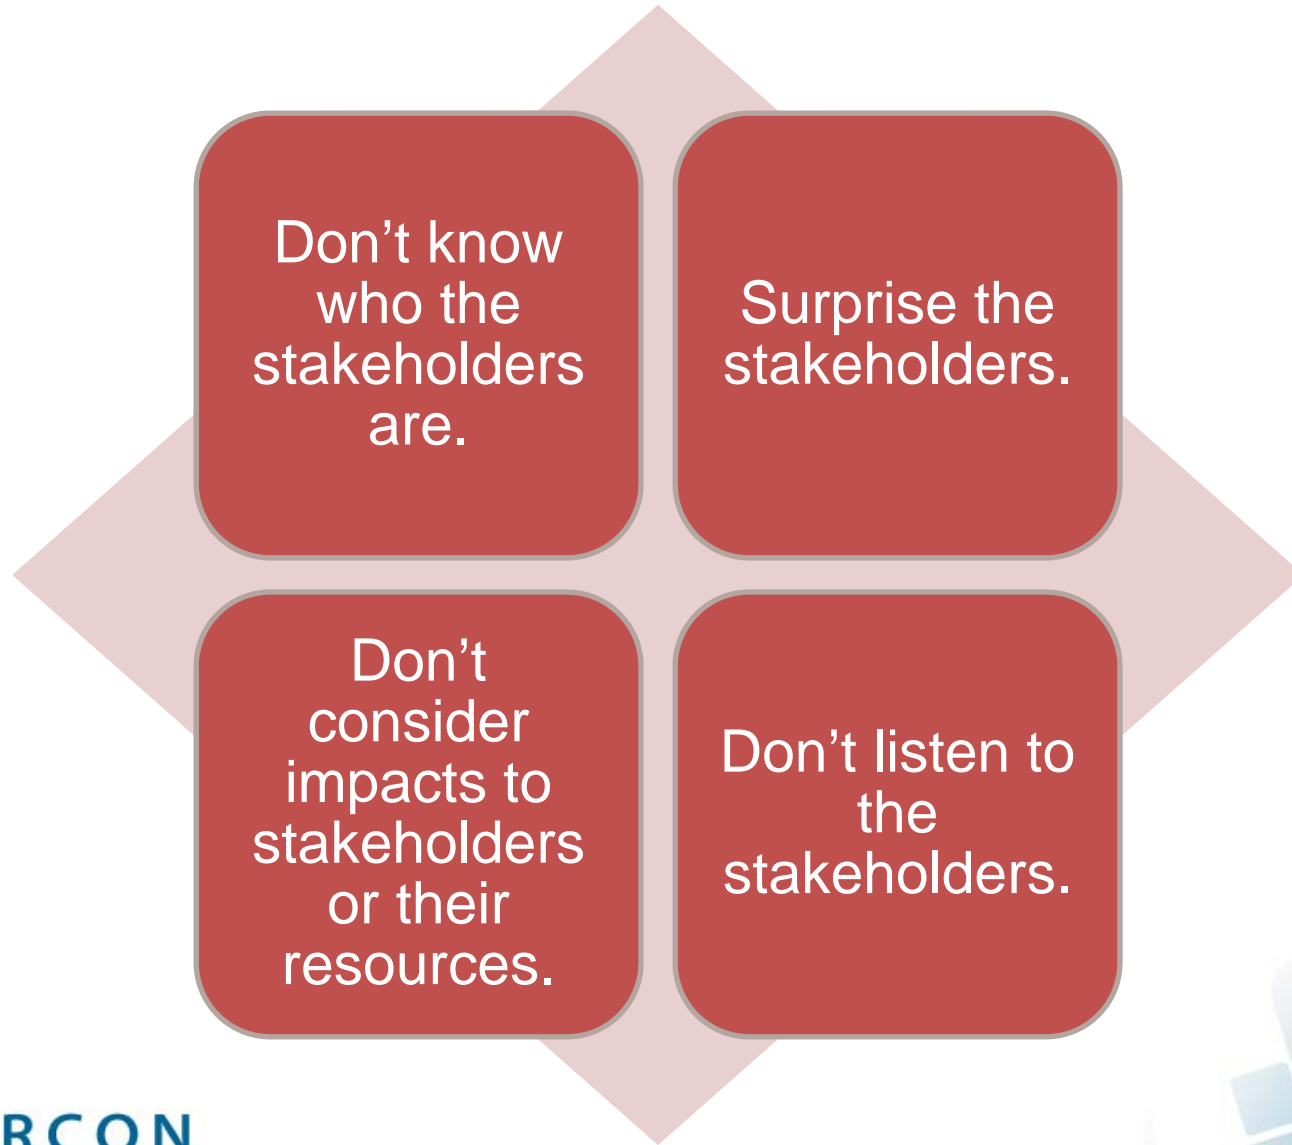 Don’t know
who the
stakeholders
are.
Surprise the
stakeholders.
Don’t
consider
impacts to
stakeholders
or their
resources.
Don’t listen to
the
stakeholders.
RCON